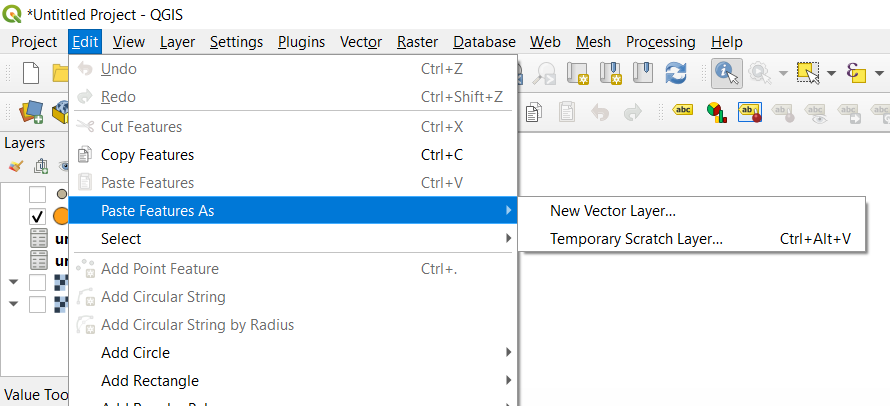 *Untitled Project - QGIS
Project Edit View Layer Settings Plugins Vector Raster Database Web Mesh Processing Help
Undo Ctrl+Z
Redo Ctrl+Shift+Z
Cut Features Ctrl+X
abc ab
Layers
Copy Features Ctrl+C
Paste Features Ctrl+V
Paste Features As
New Vector Layer...
Select
Temporary Scratch Layer... Ctrl+Alt+V
Add Point Feature Ctrl+.
Add Circular String
Add Circular String by Radius
Add Circle
Add Rectangle
Value Too